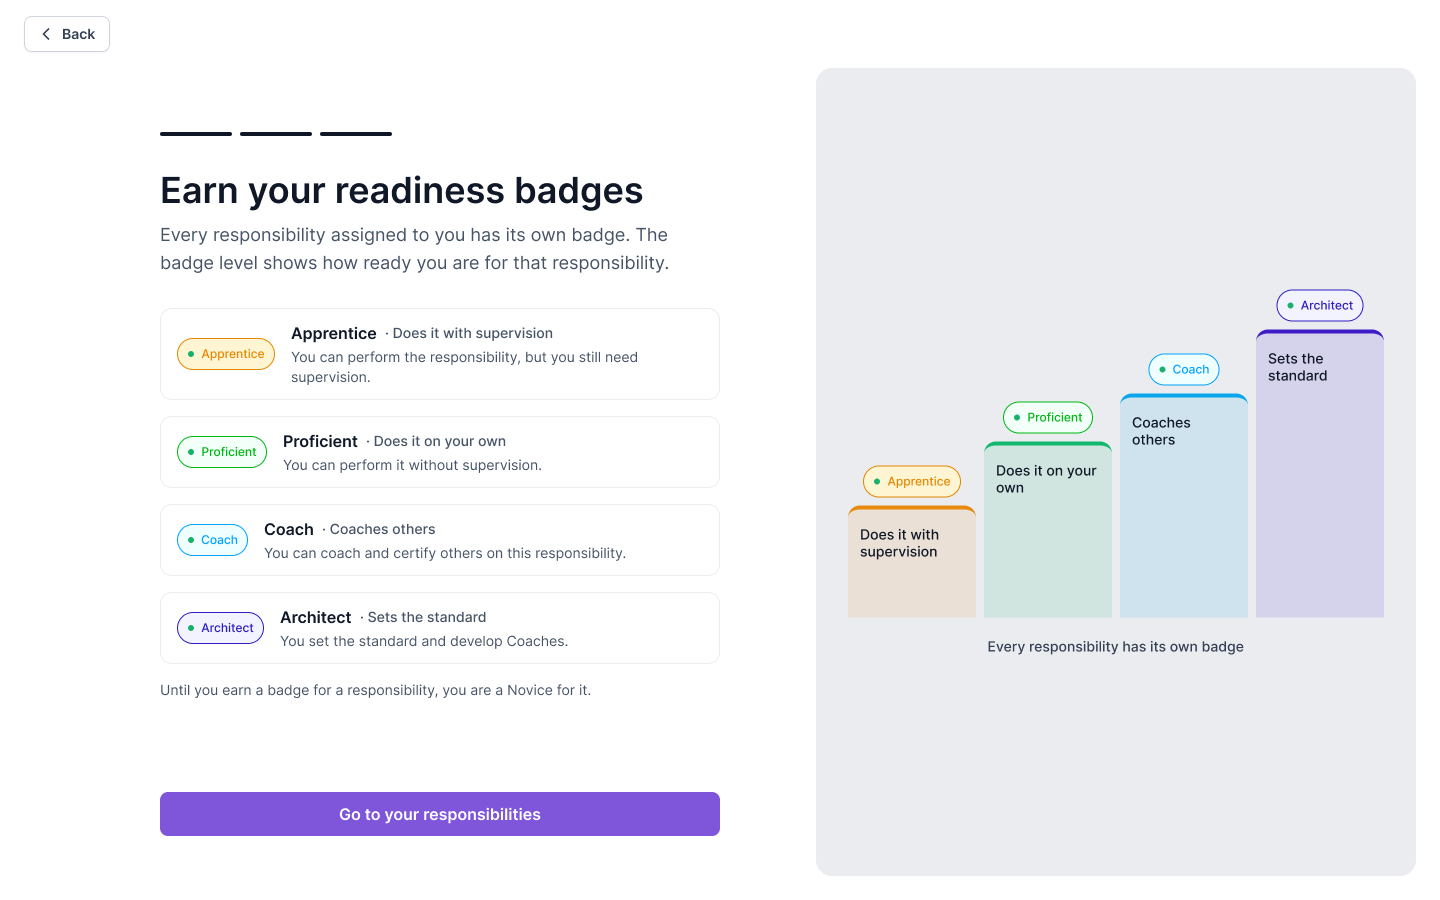 Back
Earn your readiness badges
Every responsibility assigned to you has its own badge. The
badge level shows how ready you are for that responsibility.
Apprentice
Apprentice · Does it with supervision
You can perform the responsibility, but you still need
supervision.
Proficient
Proficient · Does it on your own
You can perform it without supervision.
Coach
Coach · Coaches others
You can coach and certify others on this responsibility.
Architect
Architect · Sets the standard
You set the standard and develop Coaches.
Until you earn a badge for a responsibility, you are a Novice for it.
Go to your responsibilities
Apprentice
Does it with
supervision
Proficient
Does it on your
own
Coach
Coaches
others
Architect
Sets the
standard
Every responsibility has its own badge